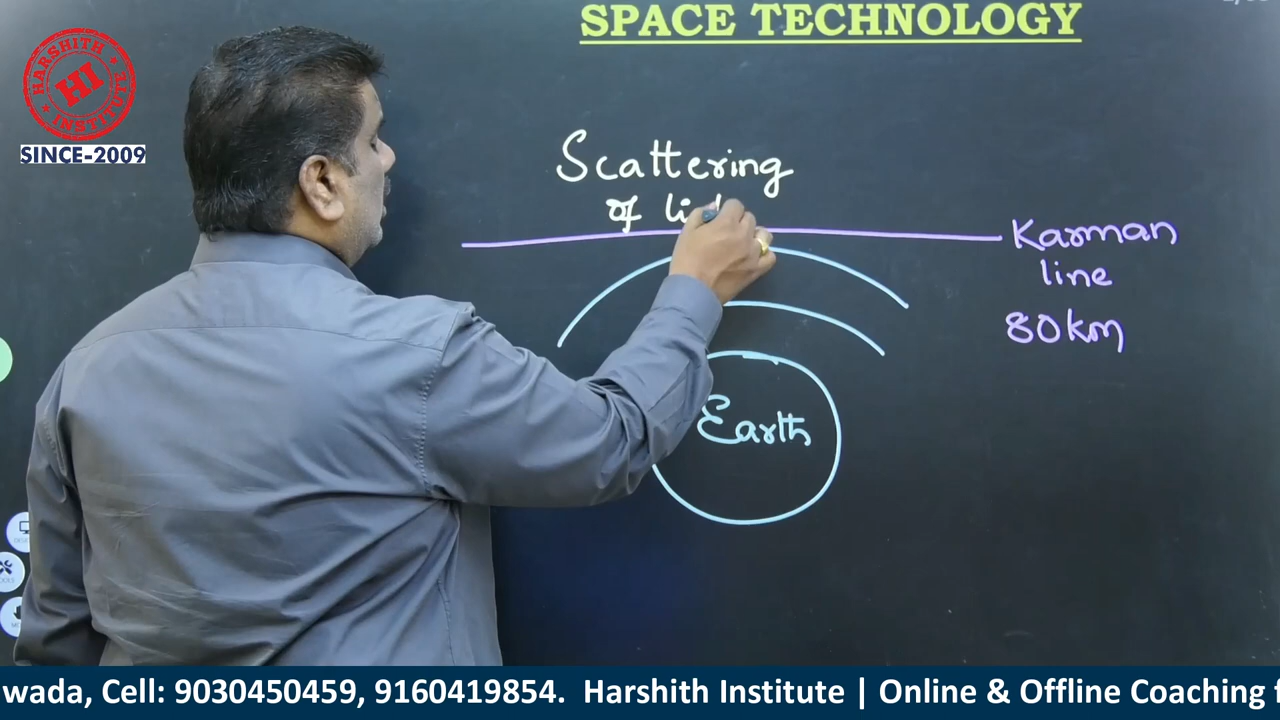 SPACE TECHNOLOGY
HARSHITH
HI
INSTITUTE
SINCE-2009
Scattering
of
Karman
line
80km
Earth
wada, Cell: 9030450459, 9160419854.  Harshith Institute | Online & Offline Coaching f